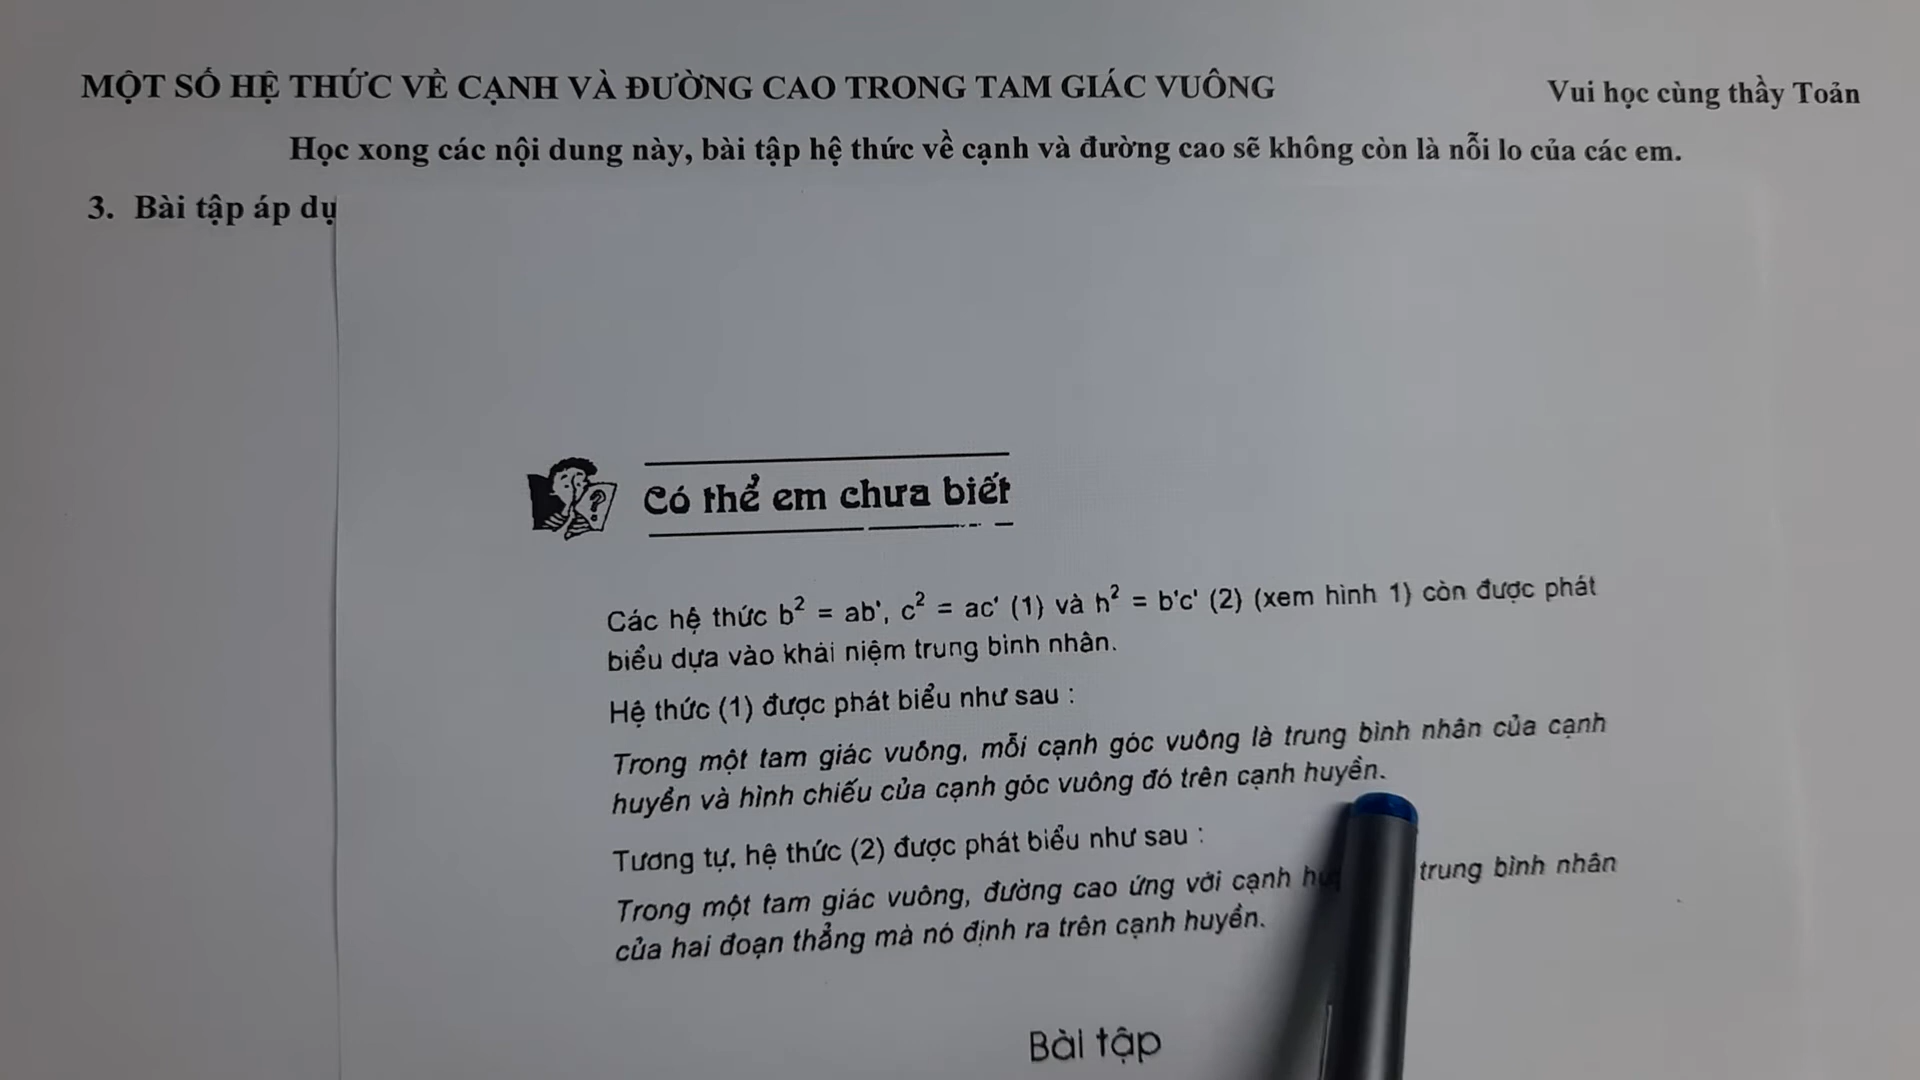 MỘT SỐ HỆ THỨC VỀ CẠNH VÀ ĐƯỜNG CAO TRONG TAM GIÁC VUÔNG
Vui học cùng thầy Toản
Học xong các nội dung này, bài tập hệ thức về cạnh và đường cao sẽ không còn là nỗi lo của các em.
3. Bài tập áp dụ
?
Có thể em chưa biết
Các hệ thức b² = ab', c² = ac' (1) và h² = b'c' (2) (xem hình 1) còn được phát
biểu dựa vào khái niệm trung bình nhân.
Hệ thức (1) được phát biểu như sau :
Trong một tam giác vuông, mỗi cạnh góc vuông là trung bình nhân của cạnh
huyền và hình chiếu của cạnh góc vuông đó trên cạnh huyền.
Tương tự, hệ thức (2) được phát biểu như sau :
Trong một tam giác vuông, đường cao ứng với cạnh trung bình nhân
của hai đoạn thẳng mà nó định ra trên cạnh huyền.
Bài tập